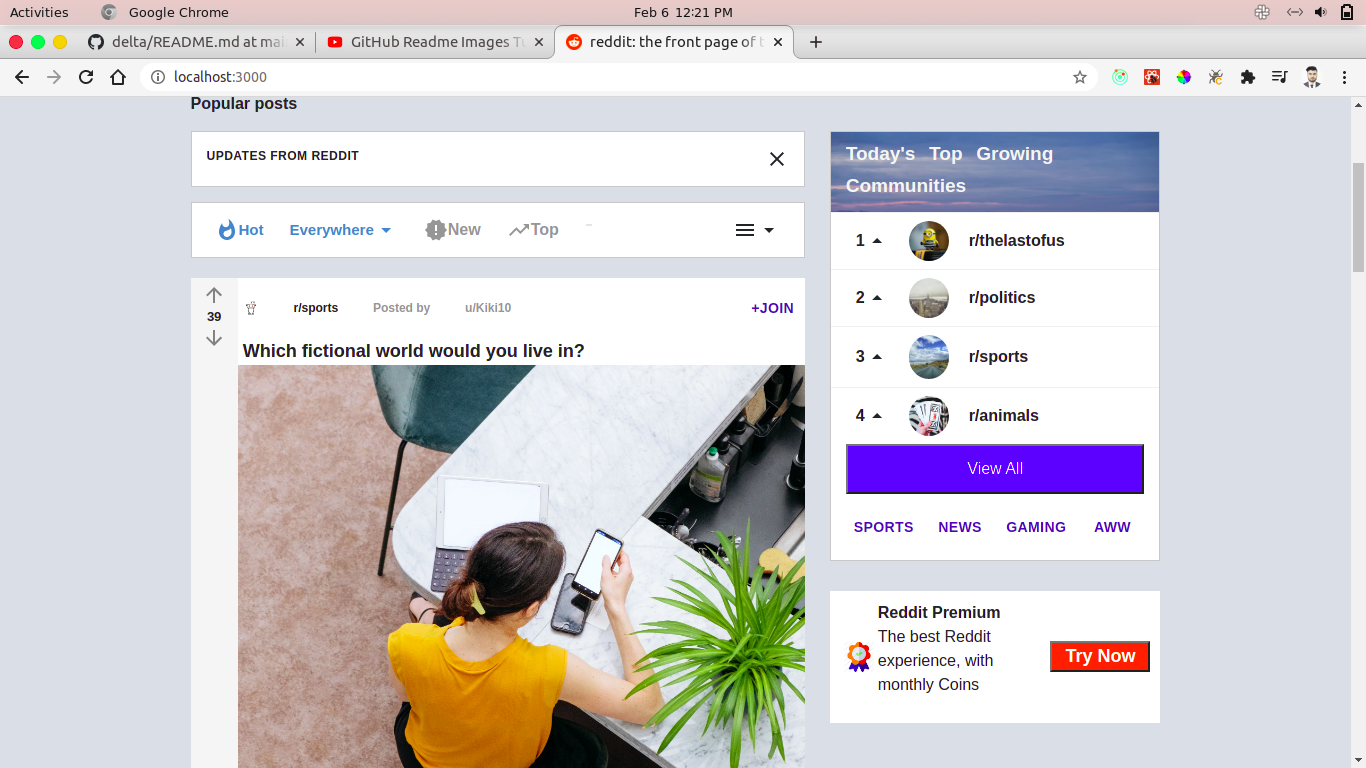 Activities
Google Chrome
Feb 6 12:21 PM
delta/README.md at mai
GitHub Readme Images Tu
reddit: the front page of t
localhost:3000
Popular posts
UPDATES FROM REDDIT
Hot
Everywhere
New
Top
39
r/sports
Posted by
u/Kiki10
+JOIN
Which fictional world would you live in?
Today's Top Growing
Communities
1
r/thelastofus
2
r/politics
3
r/sports
4
r/animals
View All
SPORTS
NEWS
GAMING
AWW
Reddit Premium
The best Reddit
experience, with
monthly Coins
Try Now